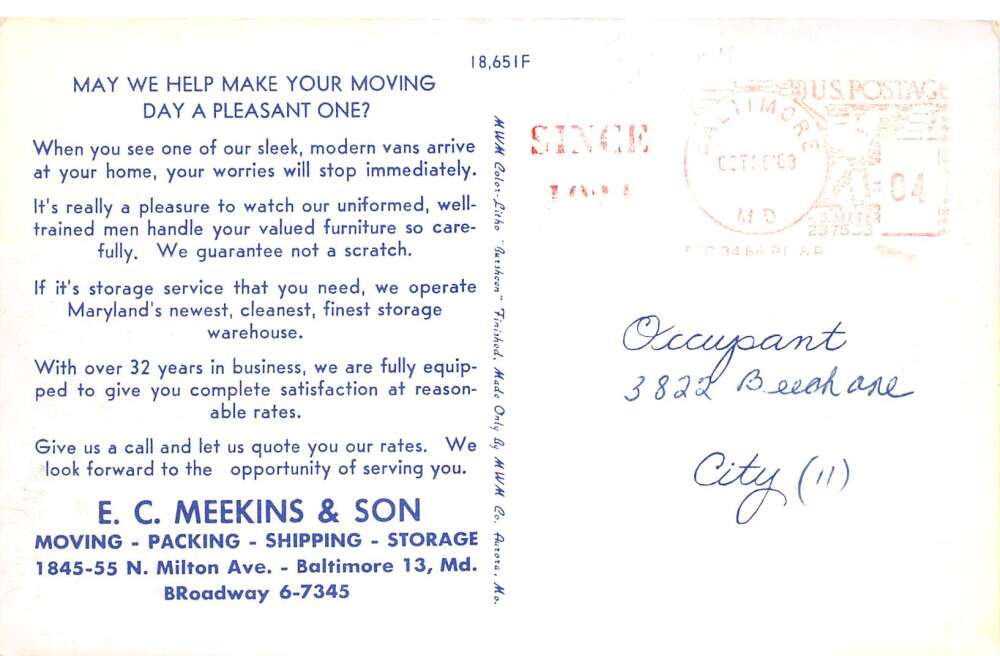 18,651F
MAY WE HELP MAKE YOUR MOVING
DAY A PLEASANT ONE?
When you see one of our sleek, modern vans arrive
at your home, your worries will stop immediately.
It's really a pleasure to watch our uniformed, well-
trained men handle your valued furniture so care-
fully. We guarantee not a scratch.
If it's storage service that you need, we operate
Maryland's newest, cleanest, finest storage
warehouse.
With over 32 years in business, we are fully equip-
ped to give you complete satisfaction at reason-
able rates.
Give us a call and let us quote you our rates. We
look forward to the opportunity of serving you.
E. C. MEEKINS & SON
MOVING - PACKING - SHIPPING - STORAGE
1845-55 N. Milton Ave. - Baltimore 13, Md.
BRoadway 6-7345
MWM Color-Litho "Aursheen" Finished. Made Only By MWM Co. Aurora, Mo.
SINCE
BALTIMORE
MD
U.S. POSTAGE
04
U.S. METER
237553
Occupant
3822
City (11)